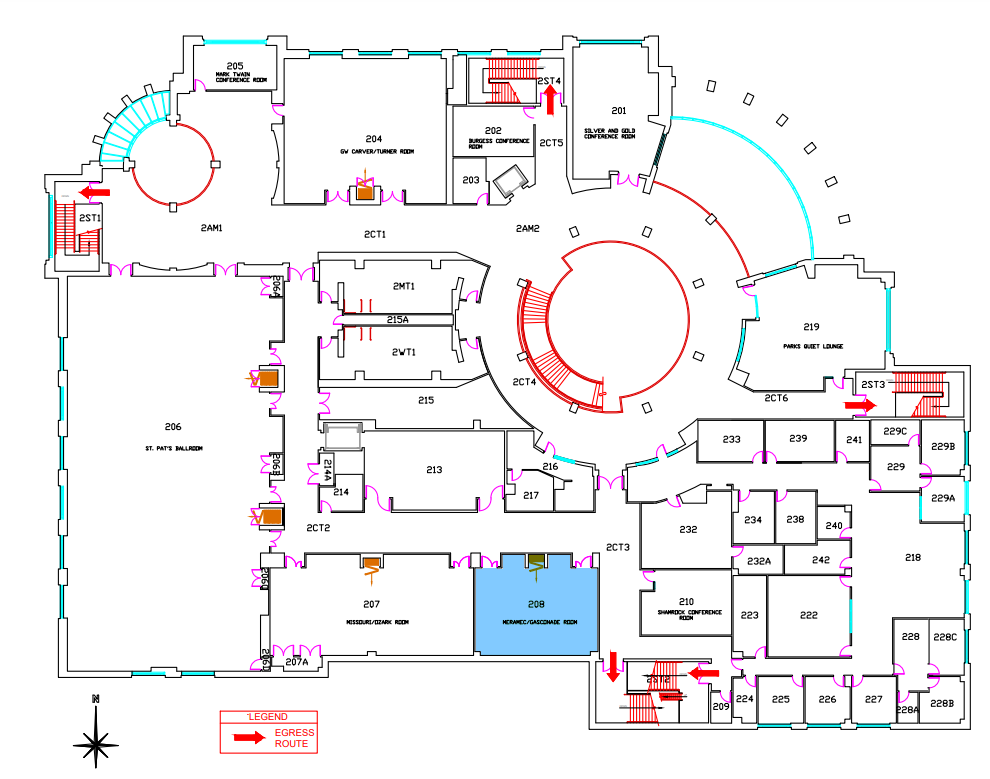 205
MARK TWAIN
CONFERENCE ROOM
2ST4
201
SILVER AND GOLD
CONFERENCE ROOM
204
GW CARVER/TURNER ROOM
202
BURGESS CONFERENCE
ROOM
2CT5
203
2ST1
2AM1
2CT1
2AM2
206A
2MT1
215A
2WT1
219
PARKS QUIET LOUNGE
2CT4
2ST3
2CT6
215
206
ST. PAT'S BALLROOM
233
239
241
229C
229B
229
206B
214A
213
216
214
217
229A
2CT2
2CT3
232
234
238
240
218
232A
242
206C
207
MISSOURI/OZARK ROOM
208
MERAMEC/GASCONADE ROOM
210
SHAMROCK CONFERENCE
ROOM
223
222
228
228C
206D
207A
2ST2
209
224
225
226
227
228A
228B
N
LEGEND
EGRESS
ROUTE